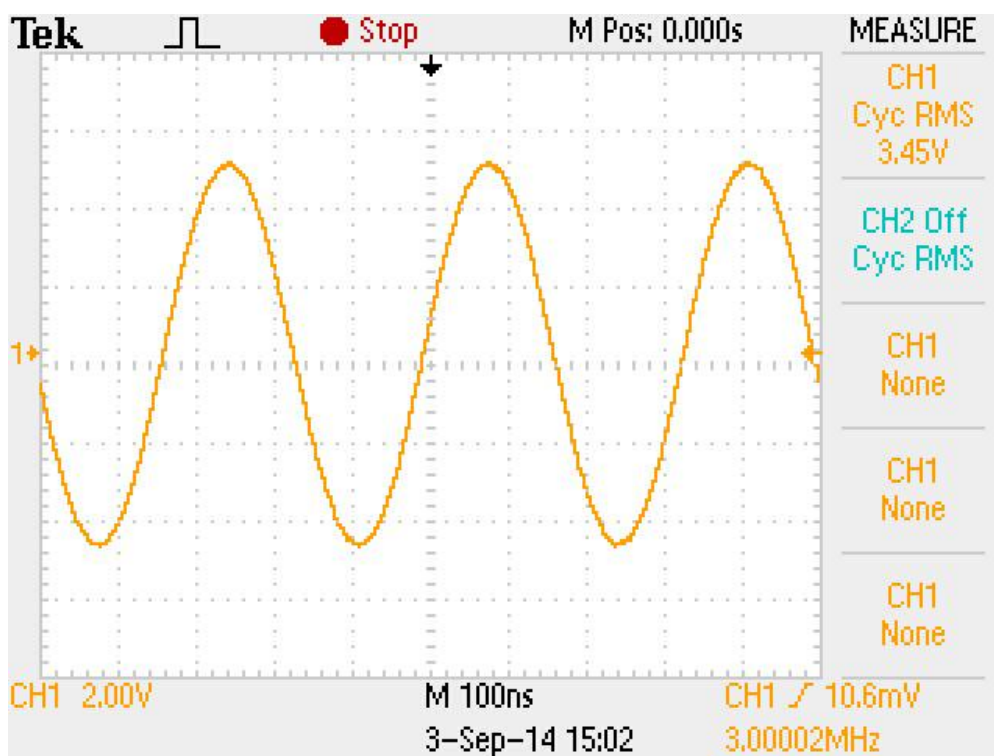 Tek Stop M Pos: 0.000s MEASURE
CH1
Cyc RMS
3.45V
CH2 Off
Cyc RMS
1
CH1
None
CH1
None
CH1
None
CH1 2.00V M 100ns CH1 10.6mV
3-Sep-14 15:02 3.00002MHz